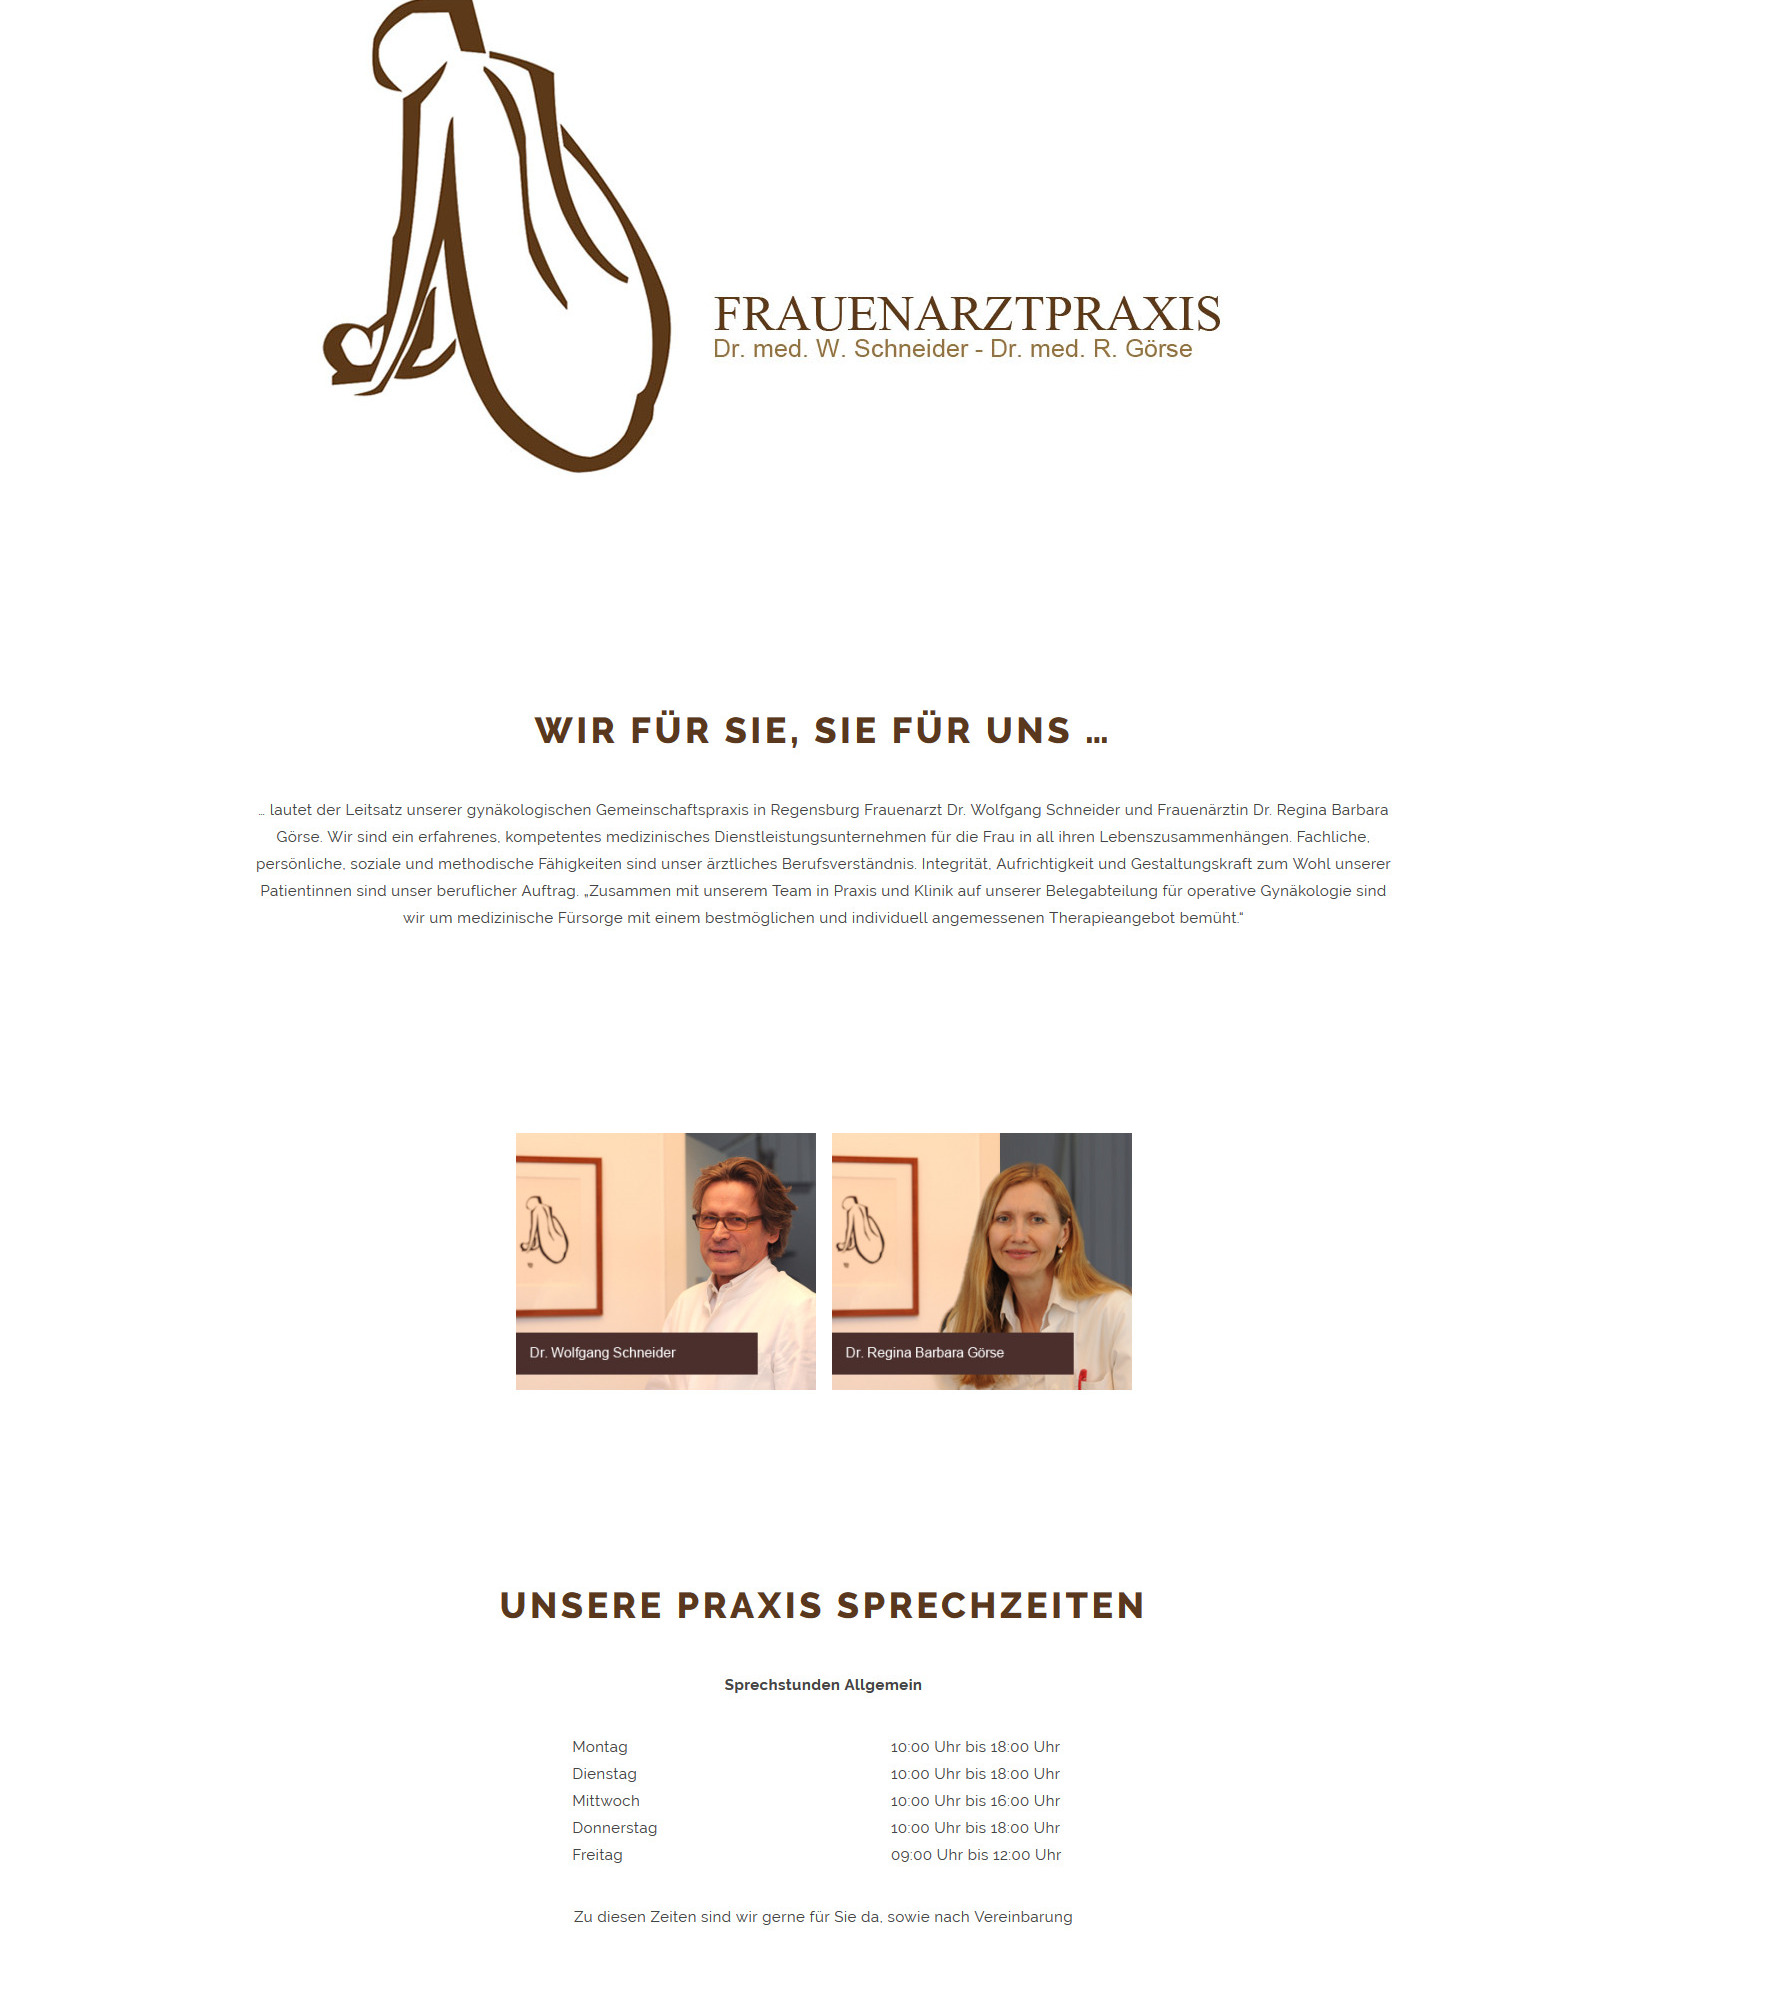 FRAUENARZTPRAXIS
Dr. med. W. Schneider - Dr. med. R. Görse
WIR FÜR SIE, SIE FÜR UNS …
… lautet der Leitsatz unserer gynäkologischen Gemeinschaftspraxis in Regensburg Frauenarzt Dr. Wolfgang Schneider und Frauenärztin Dr. Regina Barbara
Görse. Wir sind ein erfahrenes, kompetentes medizinisches Dienstleistungsunternehmen für die Frau in all ihren Lebenszusammenhängen. Fachliche,
persönliche, soziale und methodische Fähigkeiten sind unser ärztliches Berufsverständnis. Integrität, Aufrichtigkeit und Gestaltungskraft zum Wohl unserer
Patientinnen sind unser beruflicher Auftrag. „Zusammen mit unserem Team in Praxis und Klinik auf unserer Belegabteilung für operative Gynäkologie sind
wir um medizinische Fürsorge mit einem bestmöglichen und individuell angemessenen Therapieangebot bemüht.“
Dr. Wolfgang Schneider
Dr. Regina Barbara Görse
UNSERE PRAXIS SPRECHZEITEN
Sprechstunden Allgemein
Montag 10:00 Uhr bis 18:00 Uhr
Dienstag 10:00 Uhr bis 18:00 Uhr
Mittwoch 10:00 Uhr bis 16:00 Uhr
Donnerstag 10:00 Uhr bis 18:00 Uhr
Freitag 09:00 Uhr bis 12:00 Uhr
Zu diesen Zeiten sind wir gerne für Sie da, sowie nach Vereinbarung